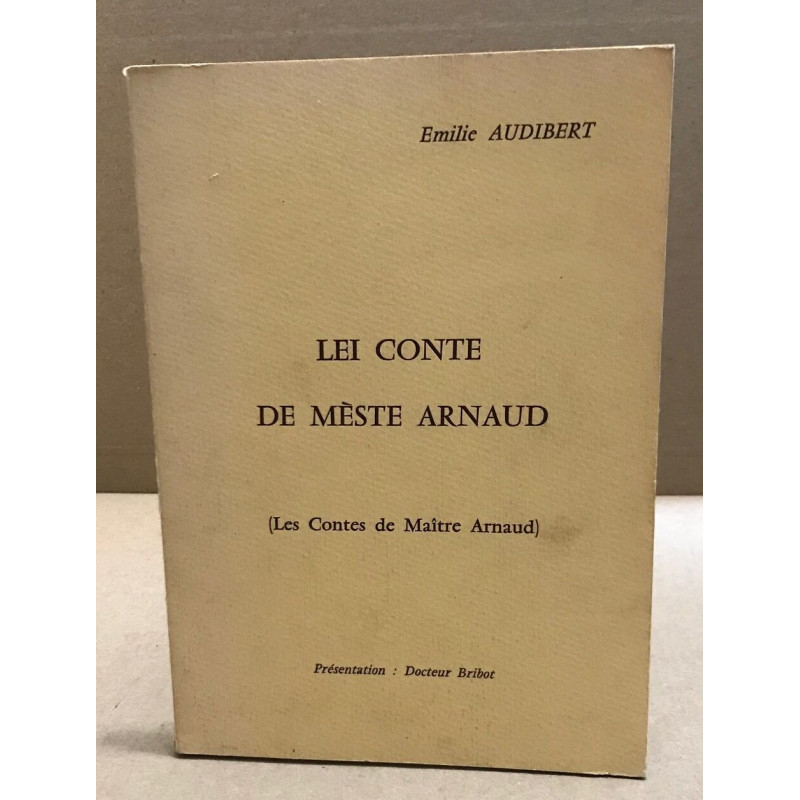 Emilie AUDIBERT
LEI CONTE
DE MÈSTE ARNAUD
(Les Contes de Maître Arnaud)
Présentation : Docteur Bribot